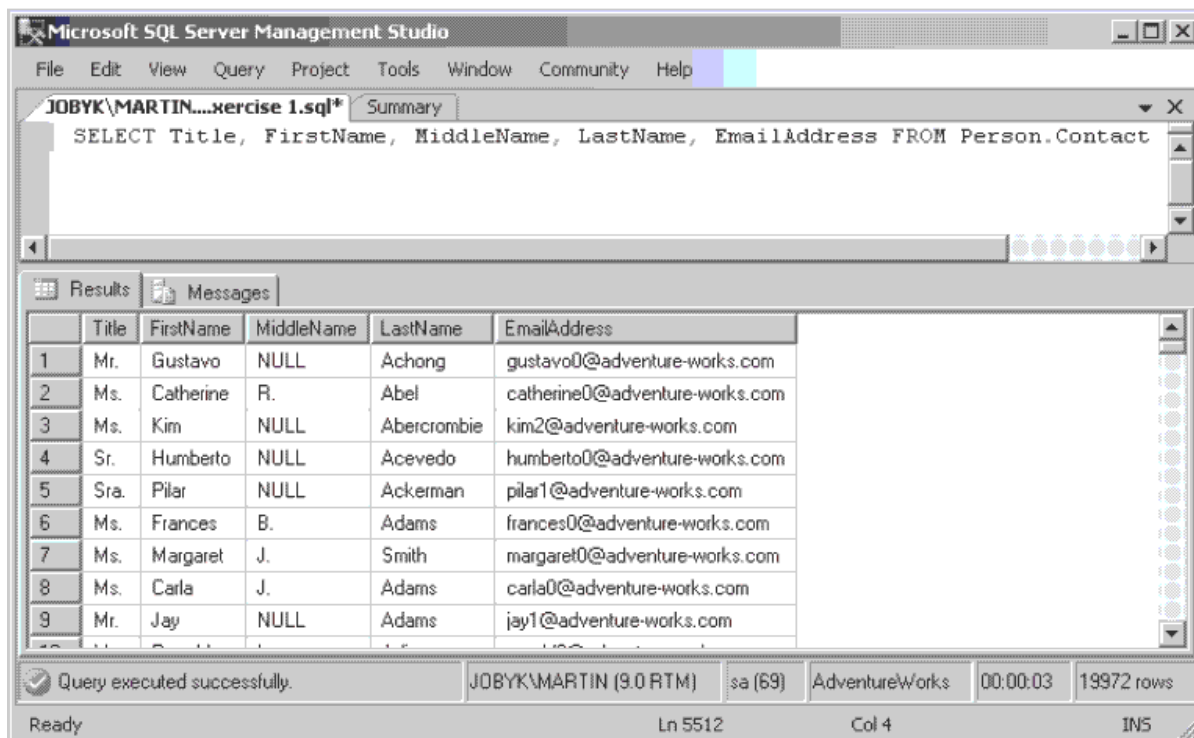 Microsoft SQL Server Management Studio
File Edit View Query Project Tools Window Community Help
JOBYK\MARTIN....xercise 1.sql* Summary
SELECT Title, FirstName, MiddleName, LastName, EmailAddress FROM Person.Contact
Results Messages
Title FirstName MiddleName LastName EmailAddress
1 Mr. Gustavo NULL Achong gustavo0@adventure-works.com
2 Ms. Catherine R. Abel catherine0@adventure-works.com
3 Ms. Kim NULL Abercrombie kim2@adventure-works.com
4 Sr. Humberto NULL Acevedo humberto0@adventure-works.com
5 Sra. Pilar NULL Ackerman pilar1@adventure-works.com
6 Ms. Frances B. Adams frances0@adventure-works.com
7 Ms. Margaret J. Smith margaret0@adventure-works.com
8 Ms. Carla J. Adams carla0@adventure-works.com
9 Mr. Jay NULL Adams jay1@adventure-works.com
Query executed successfully. JOBYK\MARTIN (9.0 RTM) sa (69) AdventureWorks 00:00:03 19972 rows
Ready Ln 5512 Col 4 INS